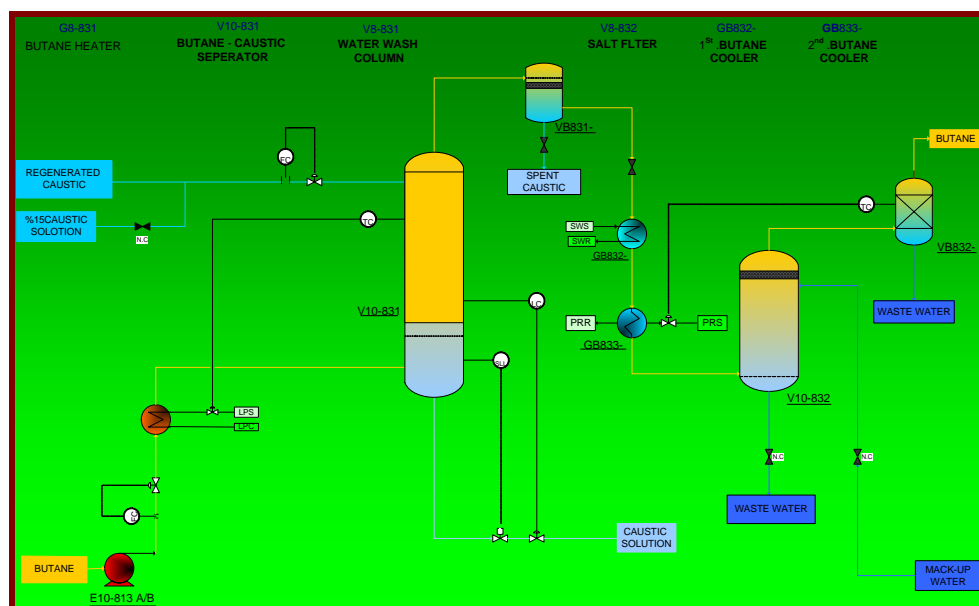 G8-831
BUTANE HEATER
V10-831
BUTANE - CAUSTIC
SEPERATOR
V8-831
WATER WASH
COLUMN
V8-832
SALT FLTER
GB832-
1St .BUTANE
COOLER
GB833-
2nd .BUTANE
COOLER
VB831-
BUTANE
REGENERATED
CAUSTIC
FC
SPENT
CAUSTIC
%15CAUSTIC
SOLOTION
N.C
TC
SWS
SWR
GB832-
TC
VB832-
V10-831
LC
PRR
PRS
GB833-
WASTE WATER
V10-832
LPS
LPC
N.C
N.C
FC
WASTE WATER
CAUSTIC
SOLUTION
BUTANE
E10-813 A/B
MACK-UP
WATER